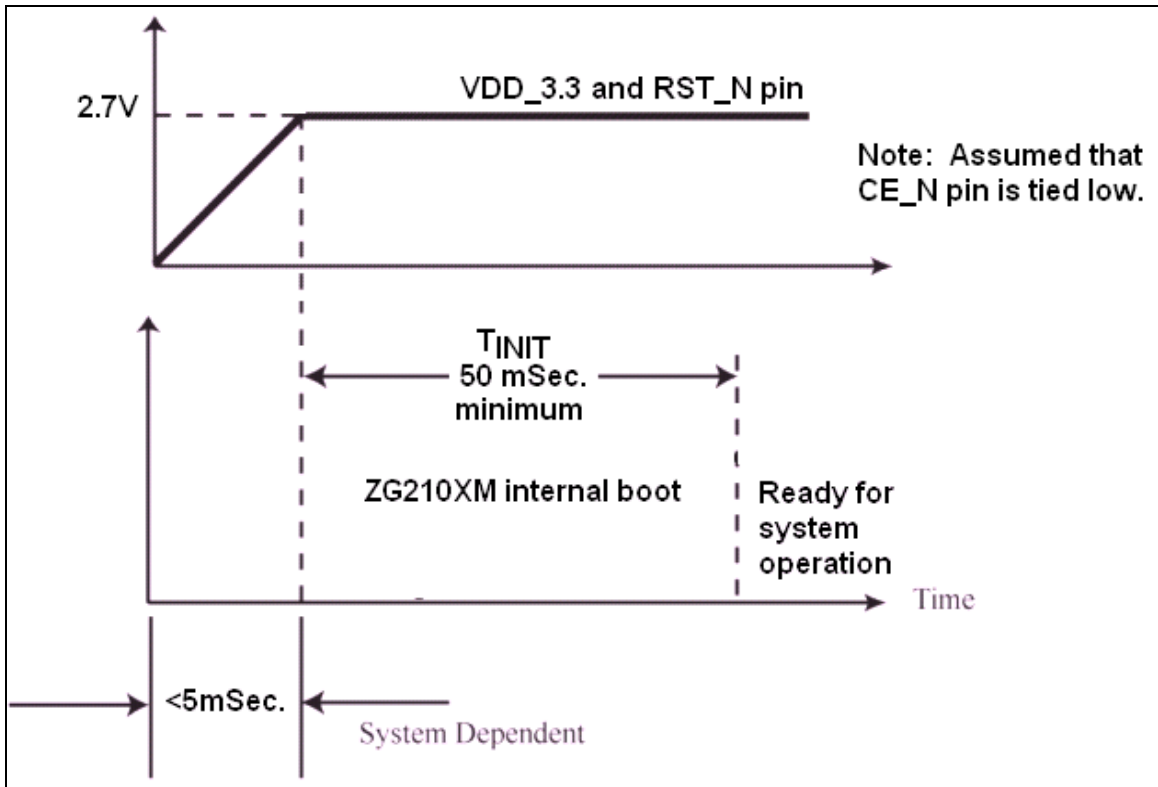 VDD_3.3 and RST_N pin
2.7V
Note: Assumed that
CE_N pin is tied low.
TINIT
50 mSec.
minimum
ZG210XM internal boot
Ready for
system
operation
Time
<5mSec.
System Dependent